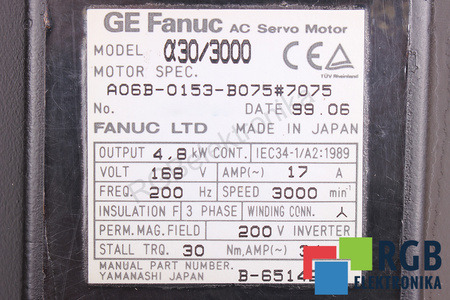 GE Fanuc AC Servo Motor
MODEL α30/3000
MOTOR SPEC.
TÜV Rheinland
A06B-0153-B075#7075
No. DATE 99.06
FANUC LTD MADE IN JAPAN
OUTPUT 4,8 kW CONT. IEC34-1/A2:1989
VOLT 168 V AMP(~) 17 A
FREQ. 200 Hz SPEED 3000 min⁻¹
INSULATION F 3 PHASE WINDING CONN.
PERM.MAG.FIELD 200 V INVERTER
STALL TRQ. 30 Nm, AMP(~)
MANUAL PART NUMBER
YAMANASHI JAPAN
RGB
ELEKTRONIKA